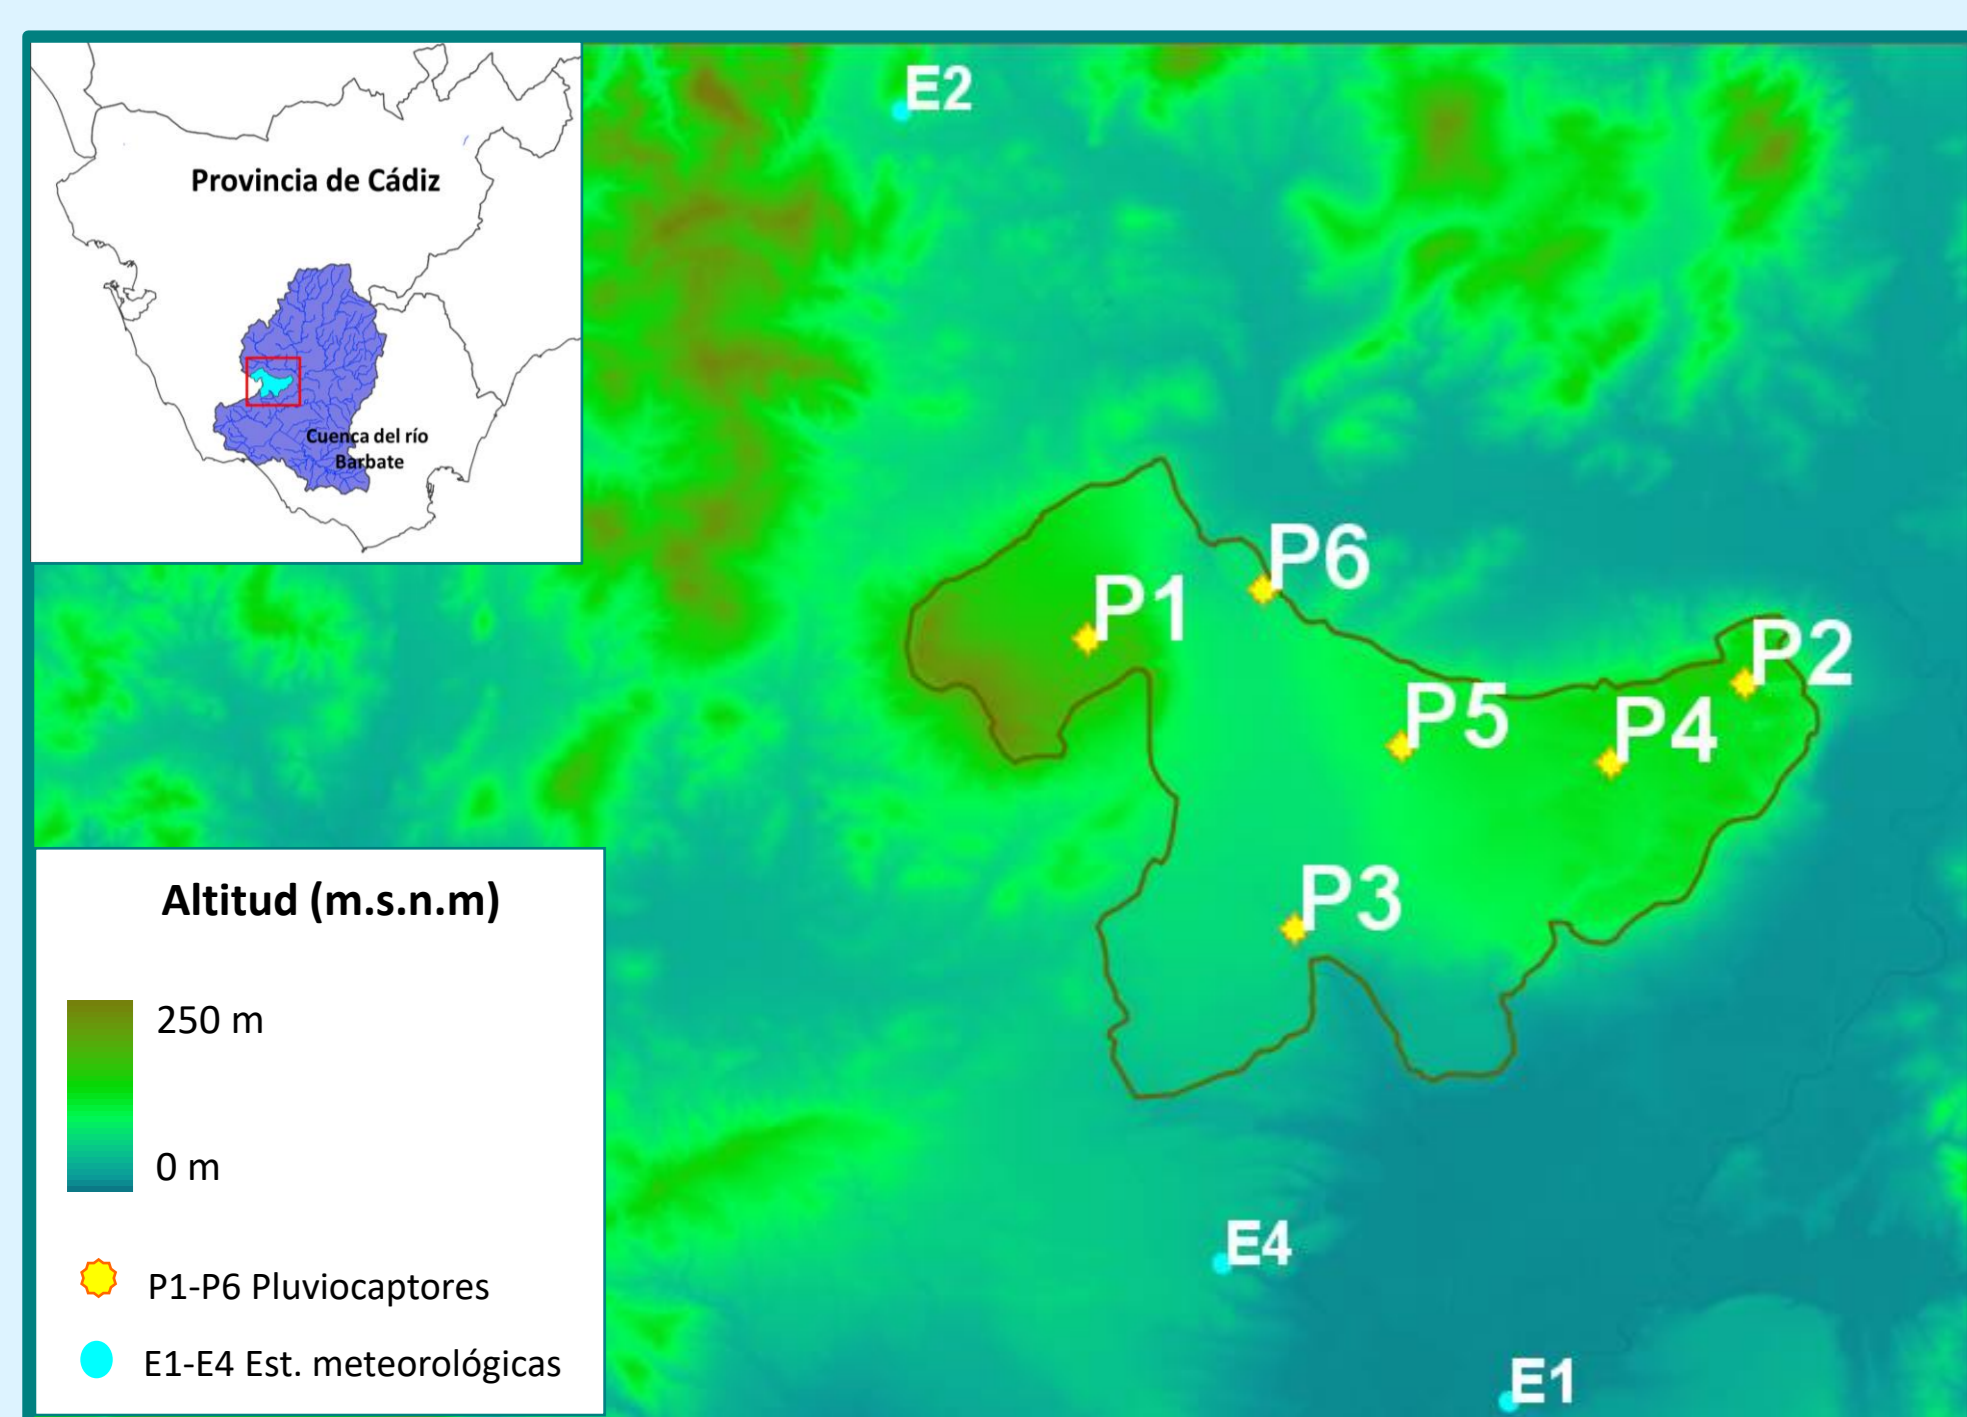 Provincia de Cádiz
Cuenca del río
Barbate
E2
P6
P1
P2
P5
P4
P3
E4
E1
Altitud (m.s.n.m)
250 m
0 m
P1-P6 Pluviocaptores
E1-E4 Est. meteorológicas